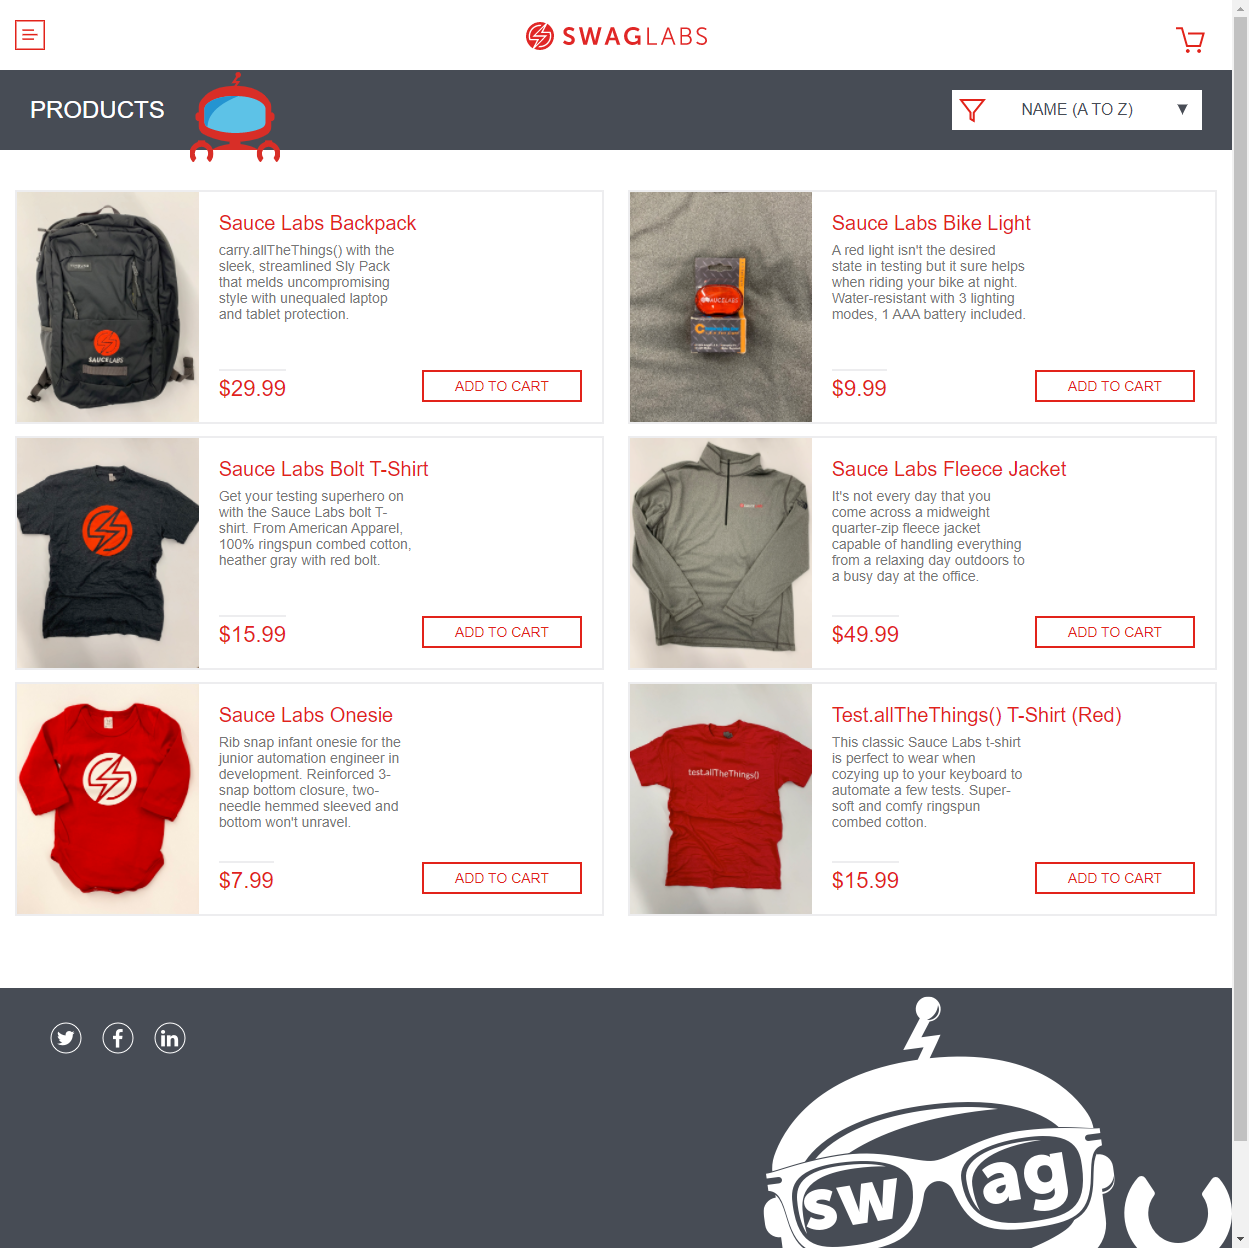 SWAGLABS
PRODUCTS
NAME (A TO Z)
Sauce Labs Backpack
carry.allTheThings() with the
sleek, streamlined Sly Pack
that melds uncompromising
style with unequaled laptop
and tablet protection.
SAUCELABS
$29.99
ADD TO CART
Sauce Labs Bike Light
A red light isn't the desired
state in testing but it sure helps
when riding your bike at night.
Water-resistant with 3 lighting
modes, 1 AAA battery included.
SAUCELABS
$9.99
ADD TO CART
Sauce Labs Bolt T-Shirt
Get your testing superhero on
with the Sauce Labs bolt T-
shirt. From American Apparel,
100% ringspun combed cotton,
heather gray with red bolt.
$15.99
ADD TO CART
Sauce Labs Fleece Jacket
It's not every day that you
come across a midweight
quarter-zip fleece jacket
capable of handling everything
from a relaxing day outdoors to
a busy day at the office.
$49.99
ADD TO CART
Sauce Labs Onesie
Rib snap infant onesie for the
junior automation engineer in
development. Reinforced 3-
snap bottom closure, two-
needle hemmed sleeved and
bottom won't unravel.
$7.99
ADD TO CART
Test.allTheThings() T-Shirt (Red)
This classic Sauce Labs t-shirt
is perfect to wear when
cozying up to your keyboard to
automate a few tests. Super-
soft and comfy ringspun
combed cotton.
test.allTheThings()
$15.99
ADD TO CART
swag